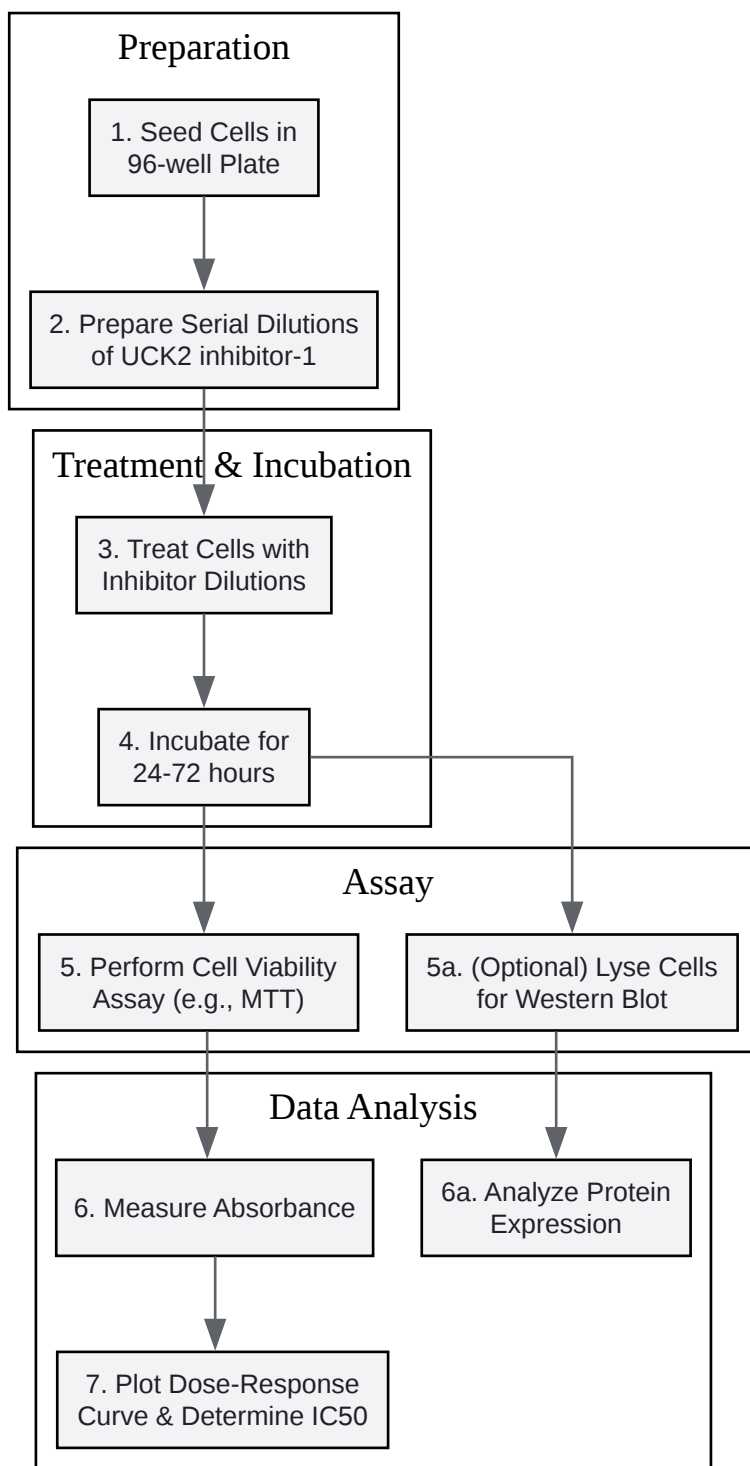 Preparation
1. Seed Cells in
96-well Plate
2. Prepare Serial Dilutions
of UCK2 inhibitor-1
Treatment & Incubation
3. Treat Cells with
Inhibitor Dilutions
4. Incubate for
24-72 hours
Assay
5. Perform Cell Viability
Assay (e.g., MTT)
5a. (Optional) Lyse Cells
for Western Blot
Data Analysis
6. Measure Absorbance
6a. Analyze Protein
Expression
7. Plot Dose-Response
Curve & Determine IC50